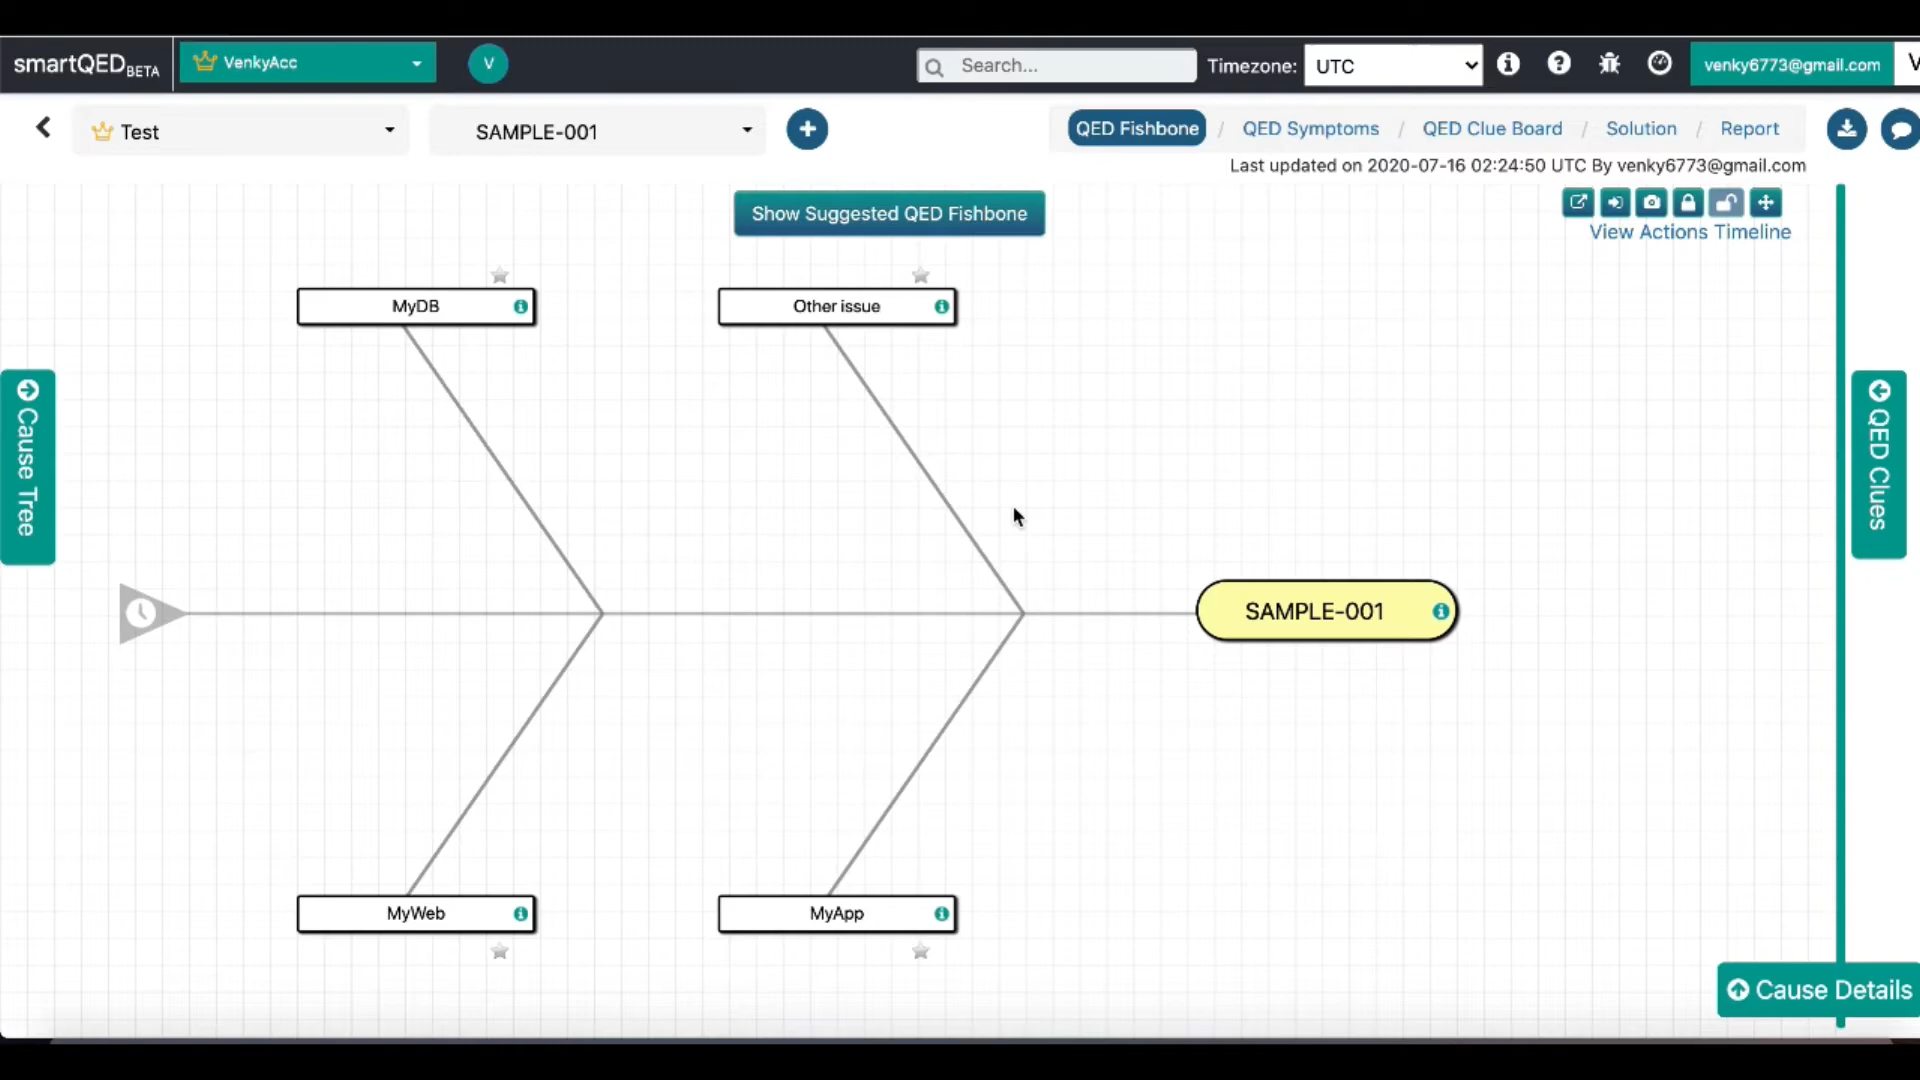 smartQED BETA
VenkyAcc
V
Search...
Timezone:
UTC
venky6773@gmail.com
V
Test
SAMPLE-001
QED Fishbone / QED Symptoms / QED Clue Board / Solution / Report
Last updated on 2020-07-16 02:24:50 UTC By venky6773@gmail.com
Show Suggested QED Fishbone
View Actions Timeline
MyDB
Other issue
Cause Tree
QED Clues
SAMPLE-001
MyWeb
MyApp
Cause Details